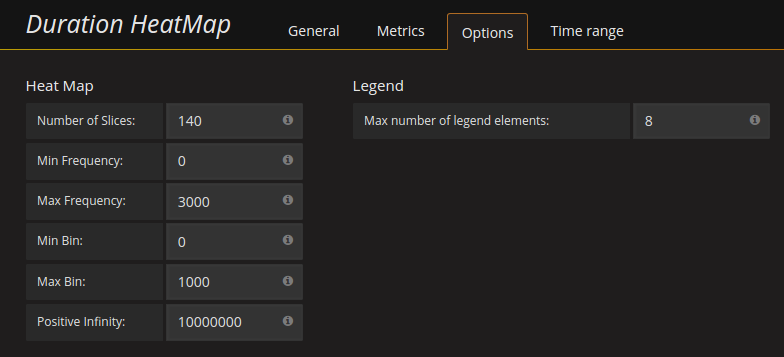 Duration HeatMap General Metrics Options Time range
Heat Map Legend
Number of Slices: 140 Max number of legend elements: 8
Min Frequency: 0
Max Frequency: 3000
Min Bin: 0
Max Bin: 1000
Positive Infinity: 10000000